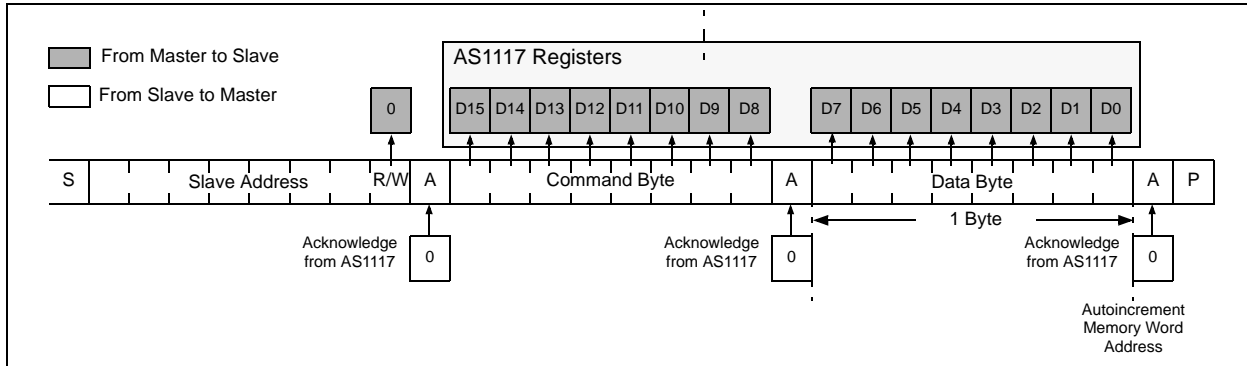 From Master to Slave
From Slave to Master
AS1117 Registers
0 D15 D14 D13 D12 D11 D10 D9 D8 D7 D6 D5 D4 D3 D2 D1 D0
S Slave Address R/W A Command Byte A Data Byte A P
1 Byte
Acknowledge
from AS1117
0
Acknowledge
from AS1117
0
Acknowledge
from AS1117
0
Autoincrement
Memory Word
Address